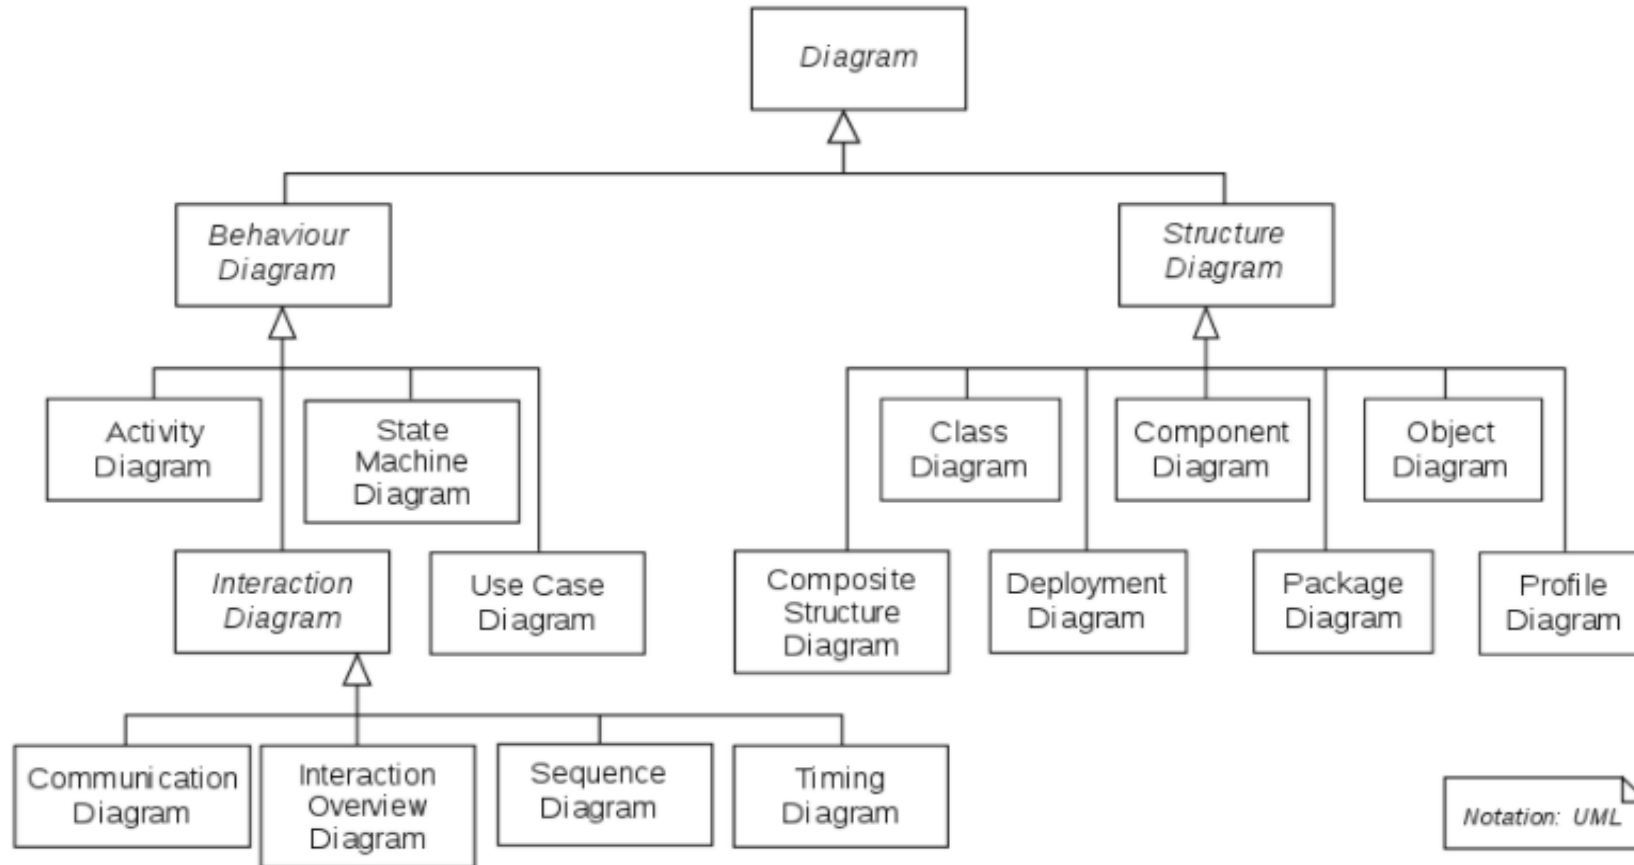 Diagram
Behaviour
Diagram
Structure
Diagram
Activity
Diagram
State
Machine
Diagram
Class
Diagram
Component
Diagram
Object
Diagram
Interaction
Diagram
Use Case
Diagram
Composite
Structure
Diagram
Deployment
Diagram
Package
Diagram
Profile
Diagram
Communication
Diagram
Interaction
Overview
Diagram
Sequence
Diagram
Timing
Diagram
Notation: UML